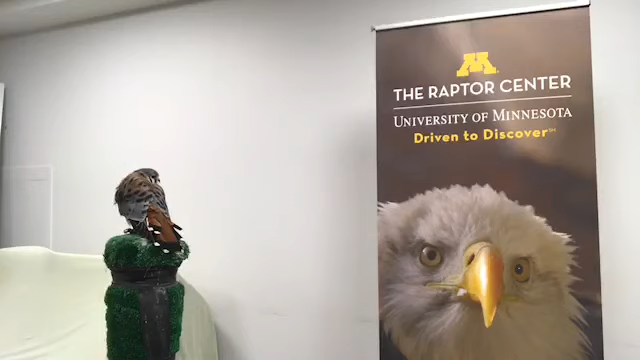 M
THE RAPTOR CENTER
UNIVERSITY OF MINNESOTA
Driven to Discover℠